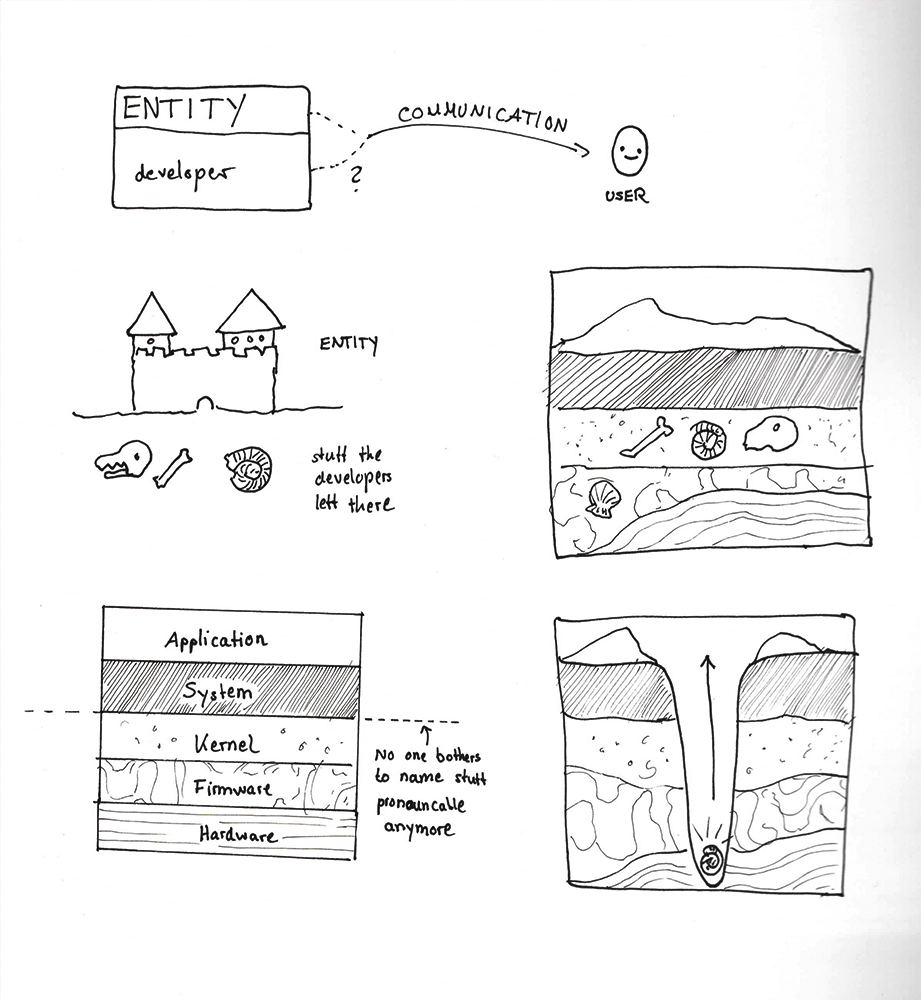 ENTITY
developer
COMMUNICATION
?
USER
ENTITY
stuff the
developers
left there
Application
System
Kernel
Firmware
Hardware
No one bothers
to name stuff
pronouncable
anymore